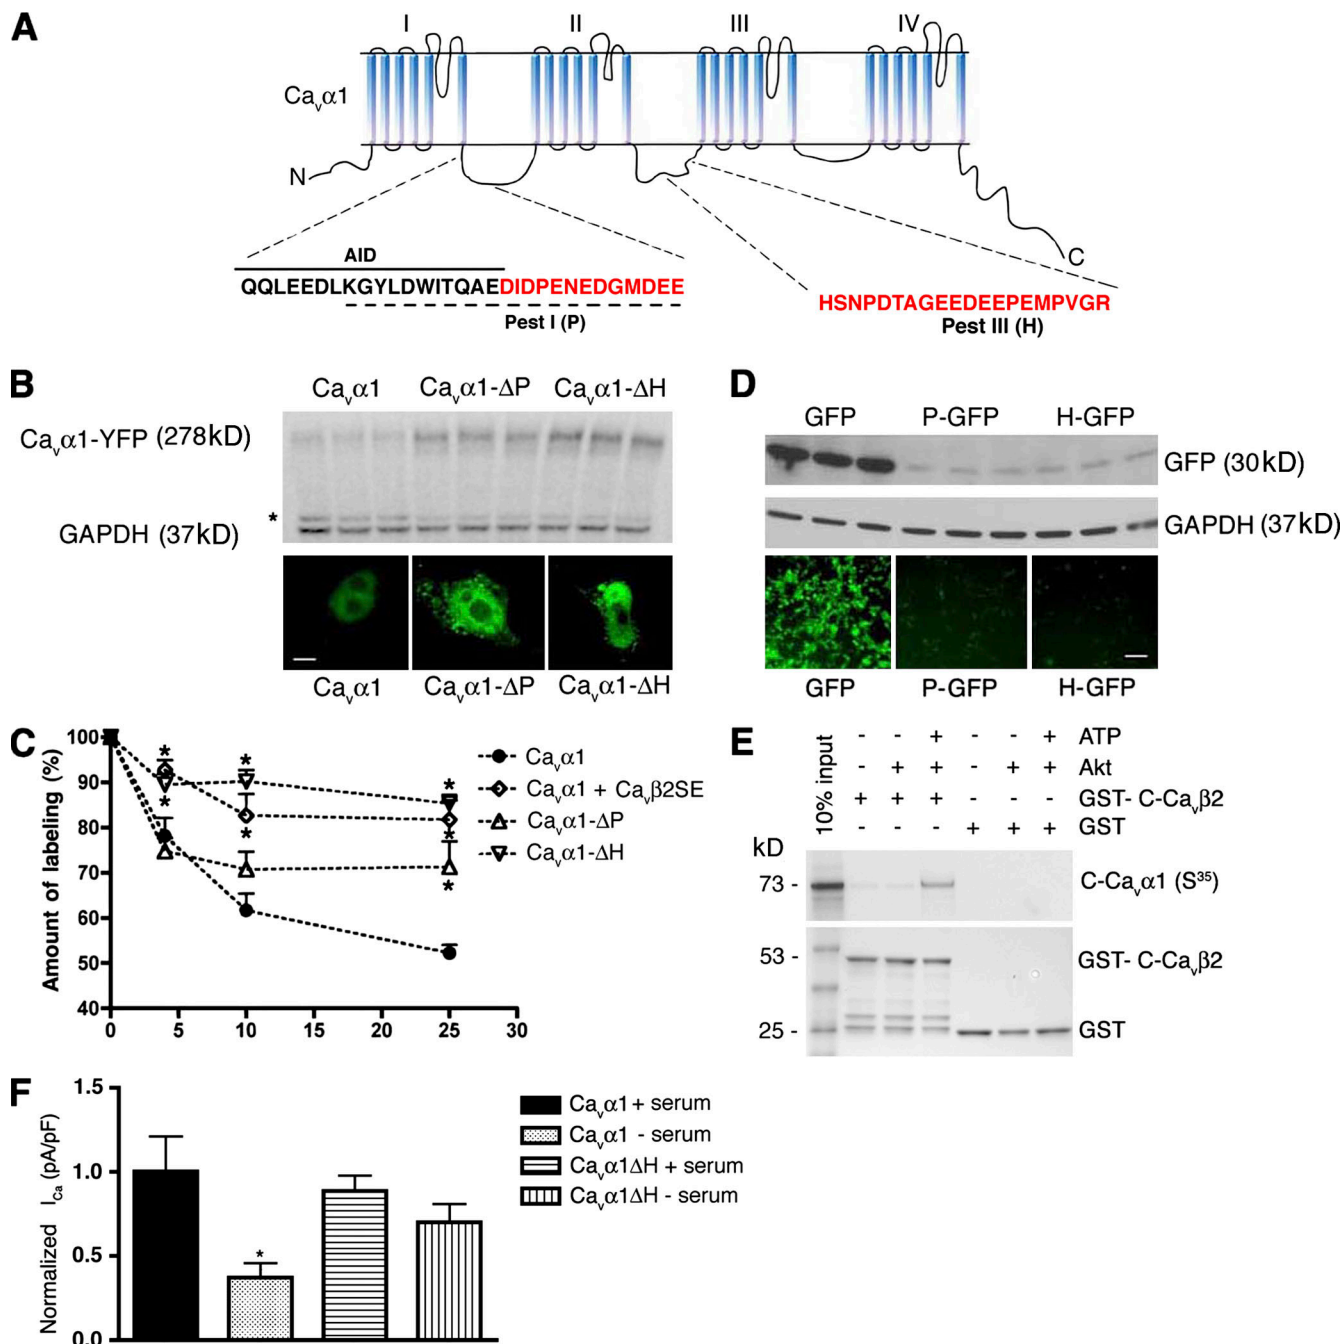 A
I II III IV
Cavα1
N
C
AID
QQLEEDLKGYLDWITQAEDIDPENEDGMDEE
Pest I (P)
HSNPDTAGEEDEEPEMPVGR
Pest III (H)
B
Cavα1 Cavα1-ΔP Cavα1-ΔH
Cavα1-YFP (278kD)
*
GAPDH (37kD)
Cavα1 Cavα1-ΔP Cavα1-ΔH
D
GFP P-GFP H-GFP
GFP (30kD)
GAPDH (37kD)
GFP P-GFP H-GFP
C
Amount of labeling (%)
100
90
80
70
60
50
40
0 5 10 15 20 25 30
* * * * * * *
Cavα1
Cavα1 + Cavβ2SE
Cavα1-ΔP
Cavα1-ΔH
E
10% input
- - + - - + ATP
- + + - + + Akt
+ + + - - - GST- C-Cavβ2
- - - + + + GST
kD
73 - C-Cavα1 (S³⁵)
53 - GST- C-Cavβ2
25 - GST
F
Normalized ICa (pA/pF)
1.5
1.0
0.5
0.0
*
Cavα1 + serum
Cavα1 - serum
Cavα1ΔH + serum
Cavα1ΔH - serum